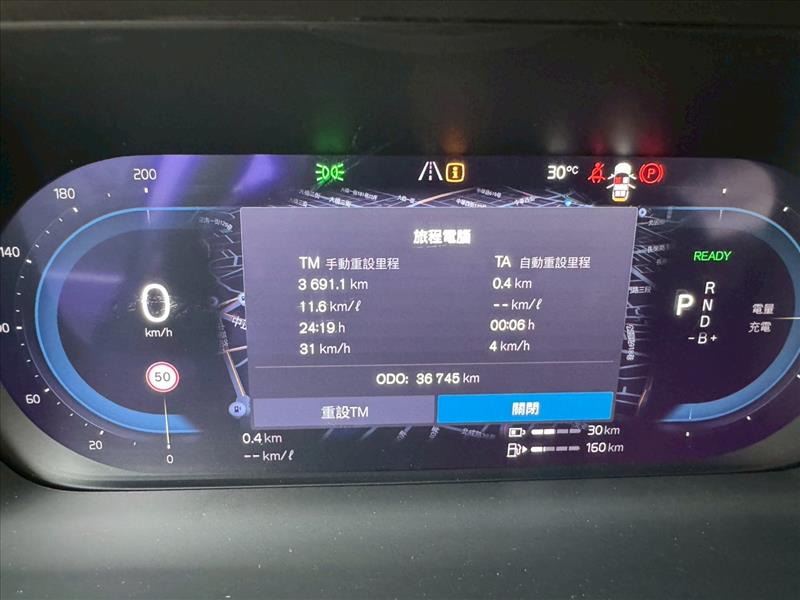 200
30°C
180
旅程電腦
TM 手動重設里程
TA 自動重設里程
140
3 691.1 km
0.4 km
READY
11.6 km/ℓ
-- km/ℓ
R
0
24:19 h
00:06 h
P
N
電量
km/h
31 km/h
4 km/h
D
充電
-B+
50
ODO: 36 745 km
60
重設TM
關閉
20
0.4 km
30 km
0
-- km/ℓ
160 km